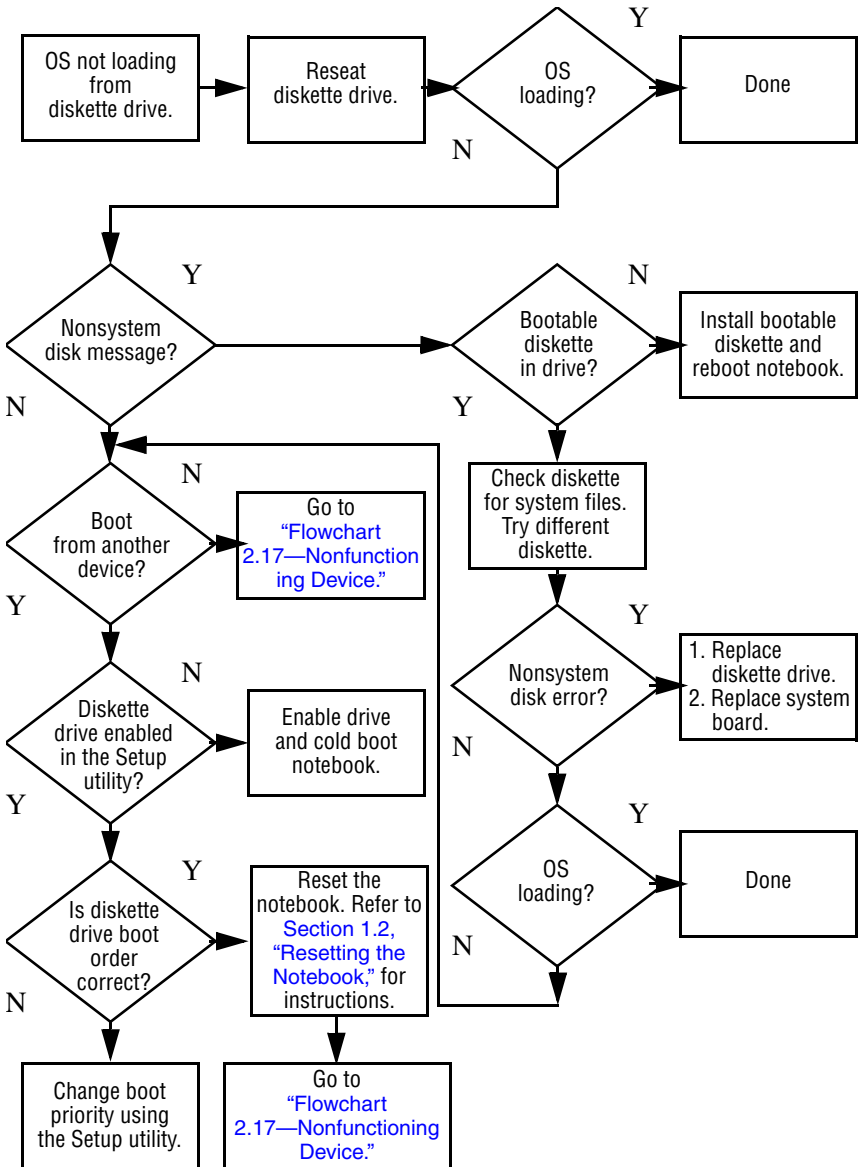 OS not loading
from
diskette drive.
Reseat
diskette drive.
OS
loading?
Y
Done
N
Nonsystem
disk message?
Y
N
Bootable
diskette
in drive?
N
Install bootable
diskette and
reboot notebook.
Y
Check diskette
for system files.
Try different
diskette.
Boot
from another
device?
N
Go to
“Flowchart
2.17—Nonfunction
ing Device.”
Y
Nonsystem
disk error?
Y
1. Replace
diskette drive.
2. Replace system
board.
N
Diskette
drive enabled
in the Setup
utility?
N
Enable drive
and cold boot
notebook.
Y
OS
loading?
Y
Done
N
Is diskette
drive boot
order
correct?
Y
Reset the
notebook. Refer to
Section 1.2,
“Resetting the
Notebook,” for
instructions.
N
Change boot
priority using
the Setup utility.
Go to
“Flowchart
2.17—Nonfunctioning
Device.”